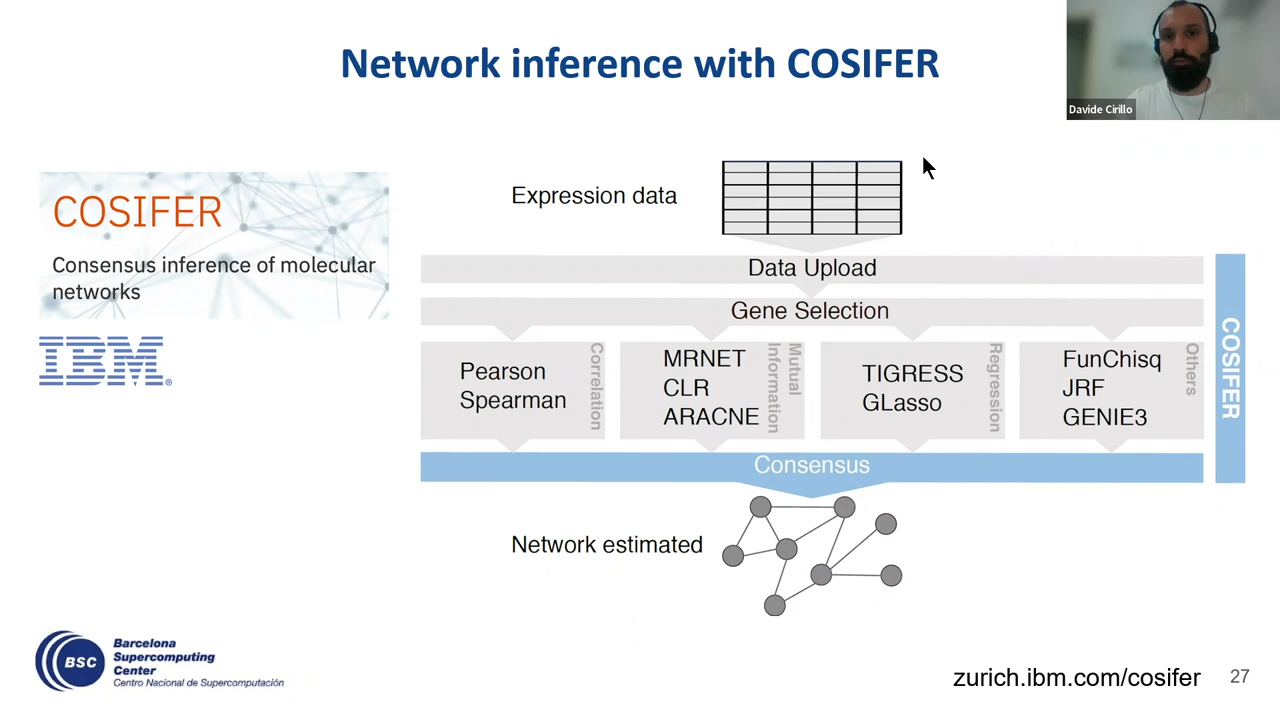 Network inference with COSIFER
Davide Cirillo
COSIFER
Consensus inference of molecular
networks
IBM®
Expression data
Data Upload
Gene Selection
Pearson
Spearman
Correlation
MRNET
CLR
ARACNE
Mutual
Information
TIGRESS
GLasso
Regression
FunChisq
JRF
GENIE3
Others
COSIFER
Consensus
Network estimated
BSC
Barcelona
Supercomputing
Center
Centro Nacional de Supercomputación
zurich.ibm.com/cosifer
27